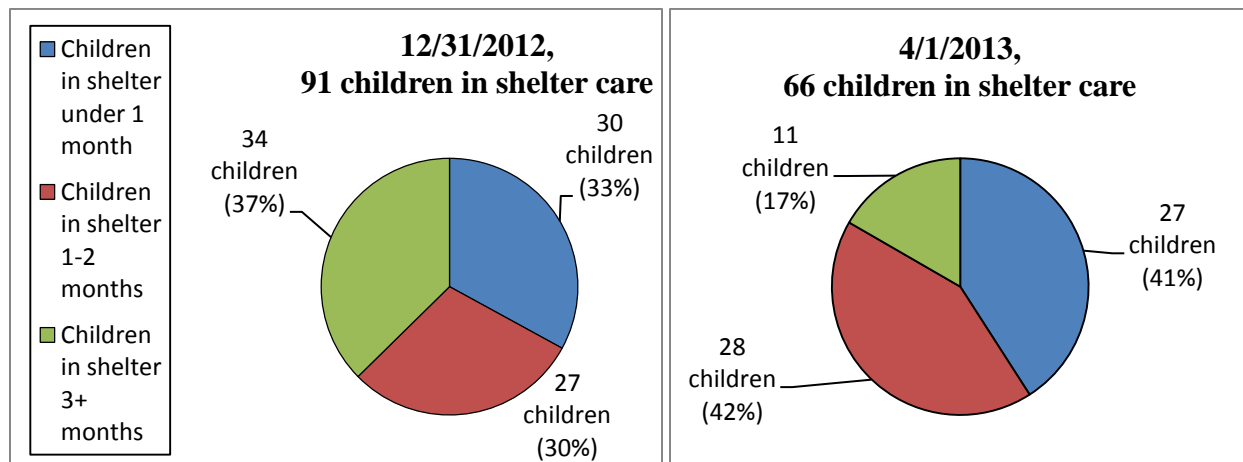 Children
in shelter
under 1
month
Children
in shelter
1-2
months
Children
in shelter
3+
months
12/31/2012,
91 children in shelter care
34
children
(37%)
30
children
(33%)
27
children
(30%)
4/1/2013,
66 children in shelter care
11
children
(17%)
27
children
(41%)
28
children
(42%)